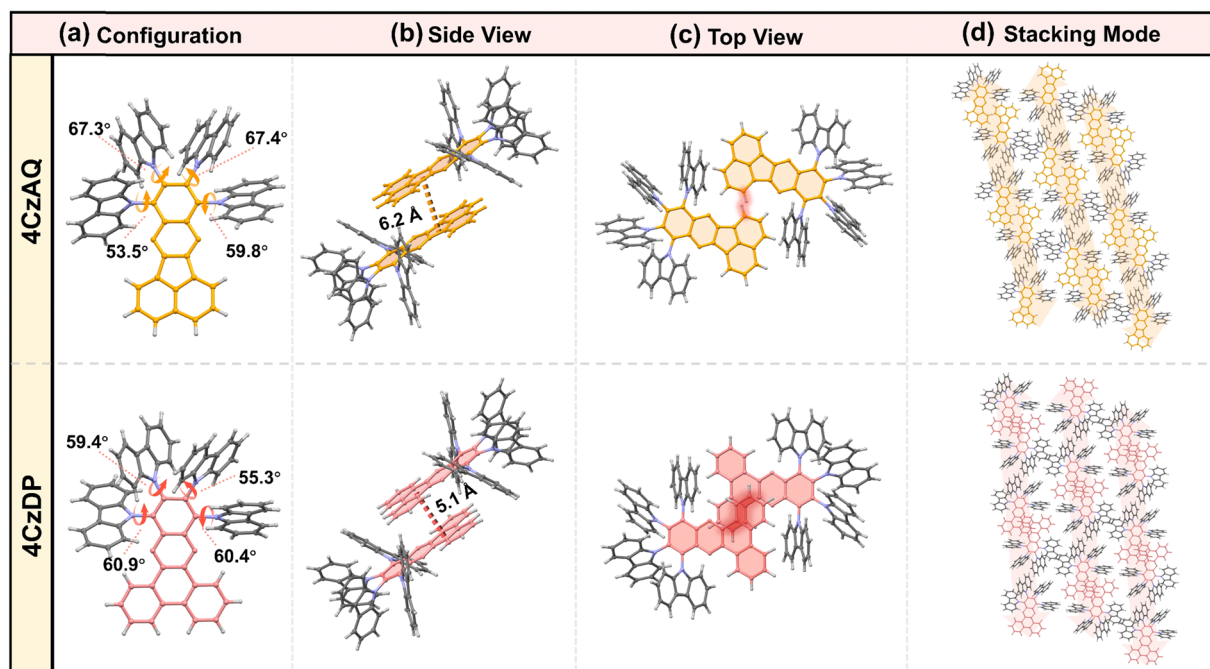 (a) Configuration
(b) Side View
(c) Top View
(d) Stacking Mode
4CzAQ
67.3°
67.4°
53.5°
59.8°
6.2 Å
4CzDP
59.4°
55.3°
60.9°
60.4°
5.1 Å